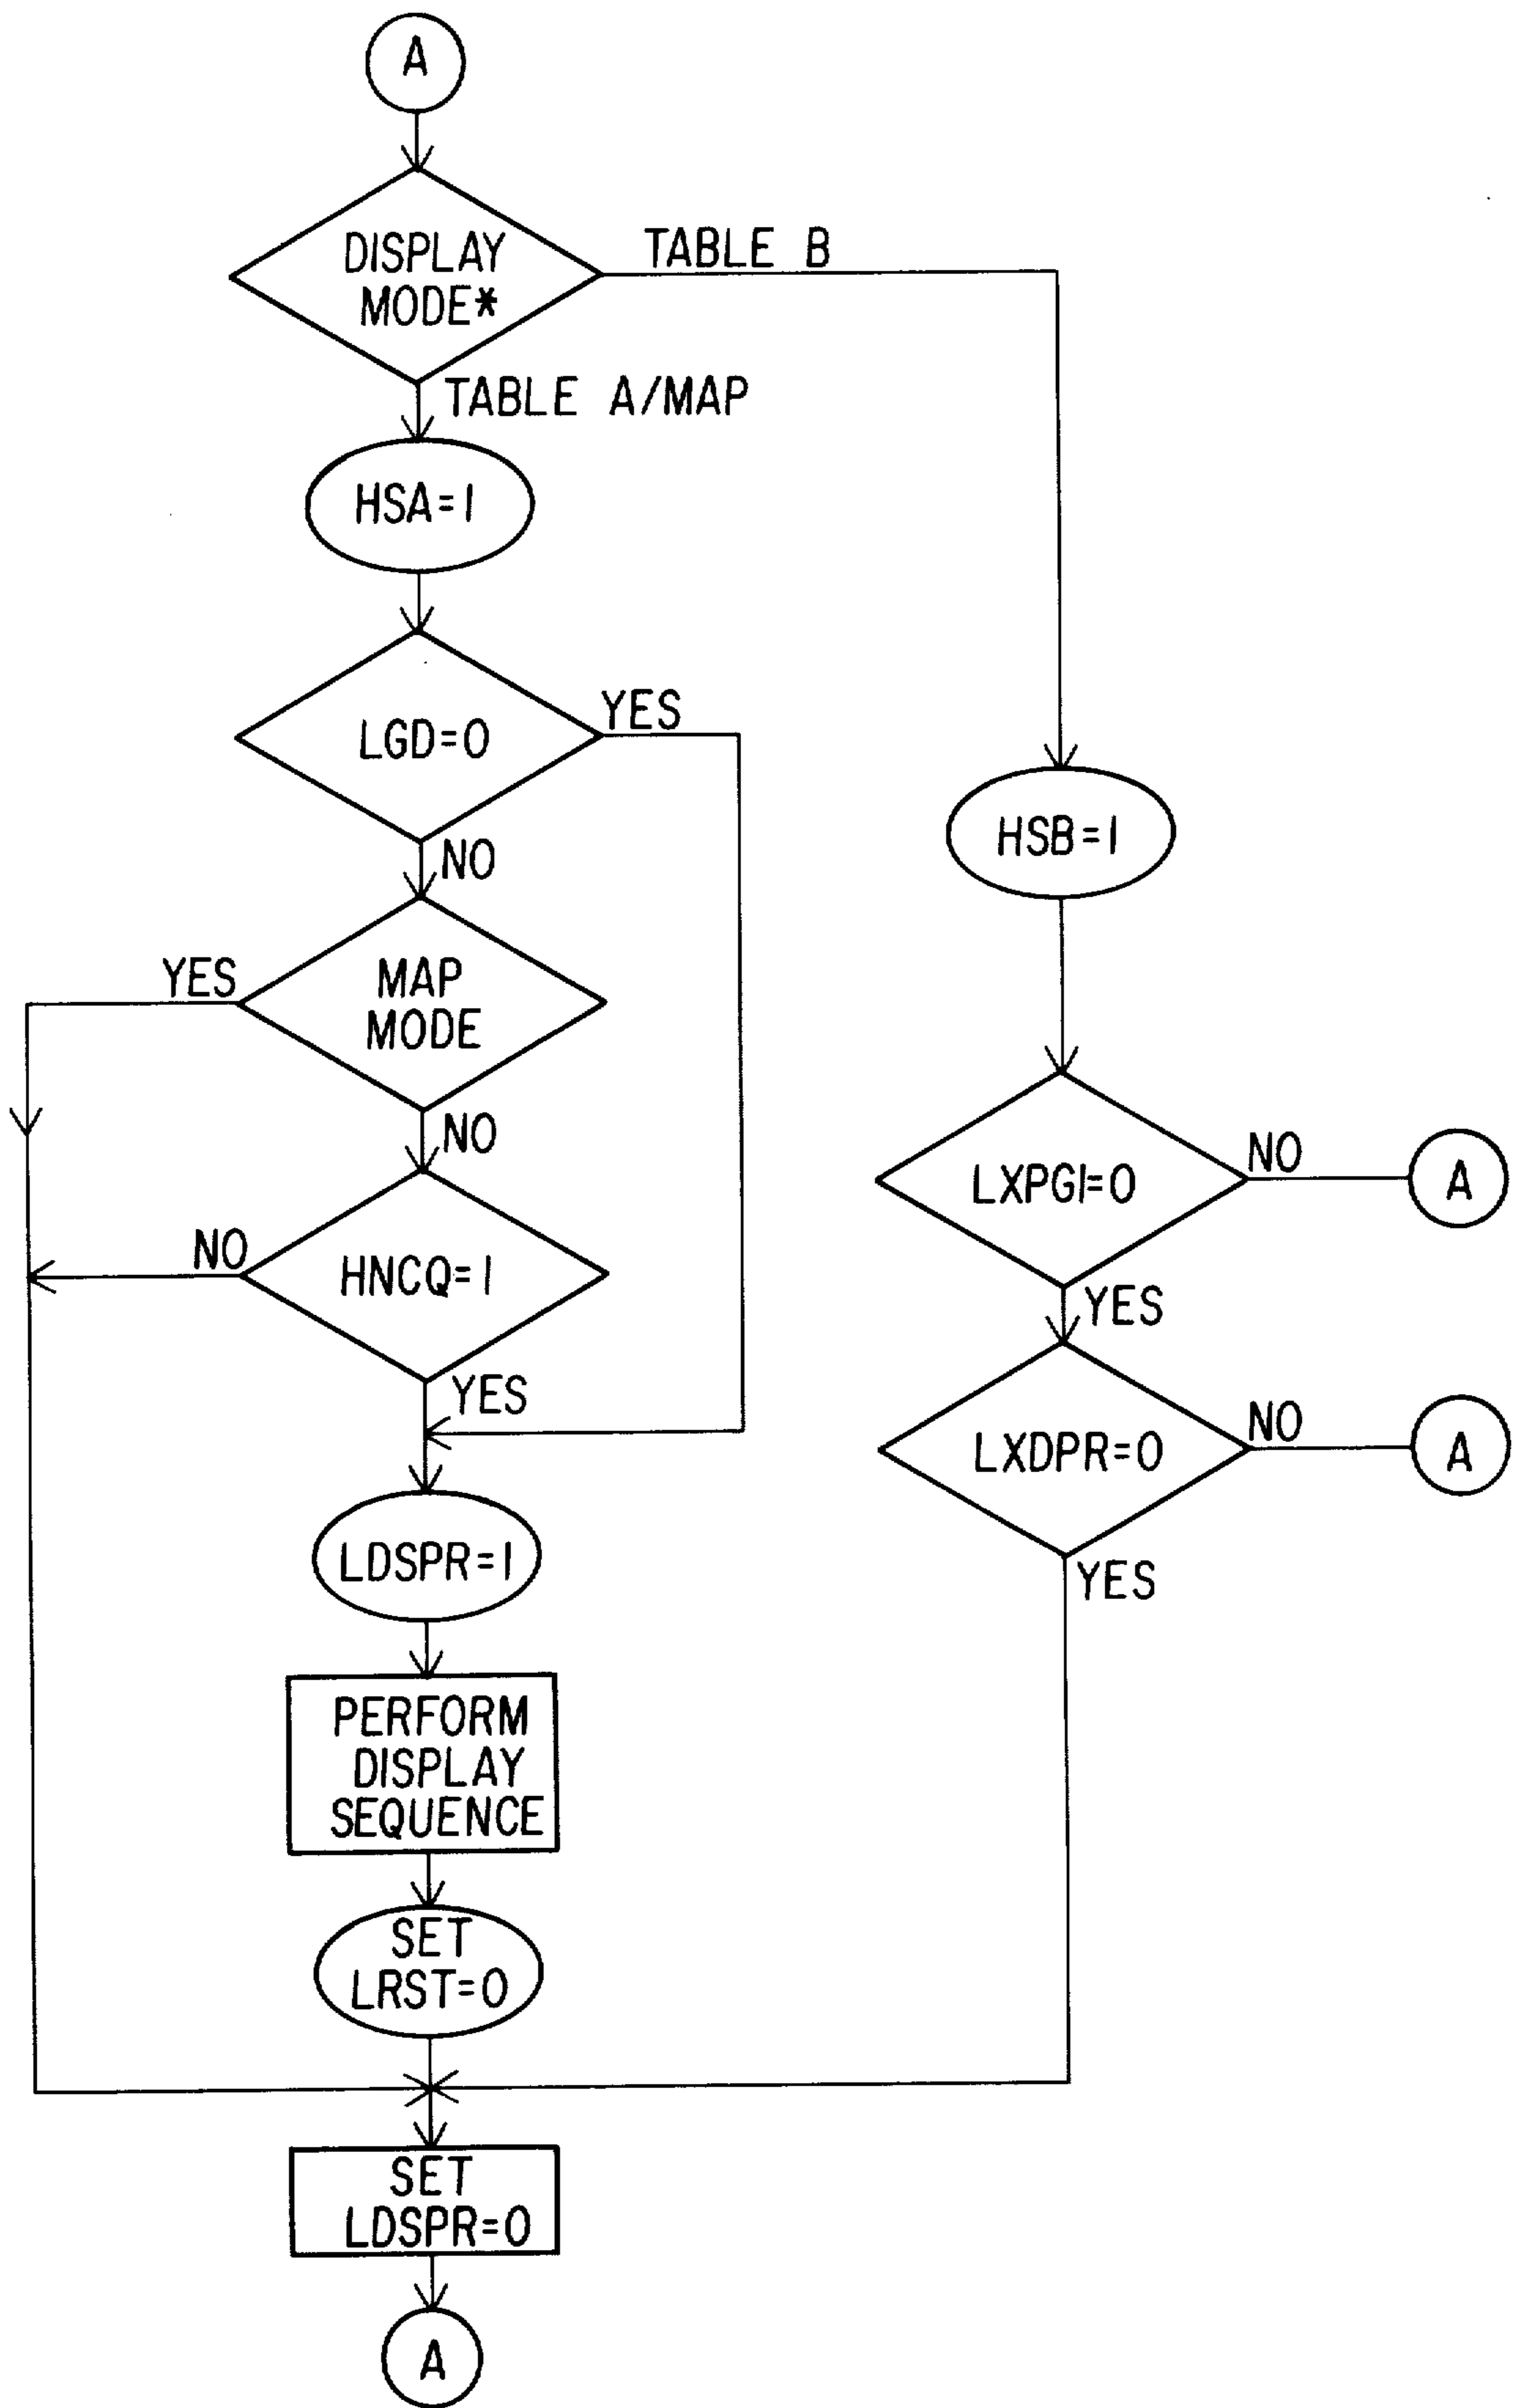 A
DISPLAY
MODE*
TABLE B
TABLE A/MAP
HSA=1
LGD=0
YES
NO
HSB=1
MAP
MODE
YES
NO
LXPG1=0
NO
A
YES
HNCQ=1
NO
YES
LXDPR=0
NO
A
YES
LDSPR=1
PERFORM
DISPLAY
SEQUENCE
SET
LRST=0
SET
LDSPR=0
A